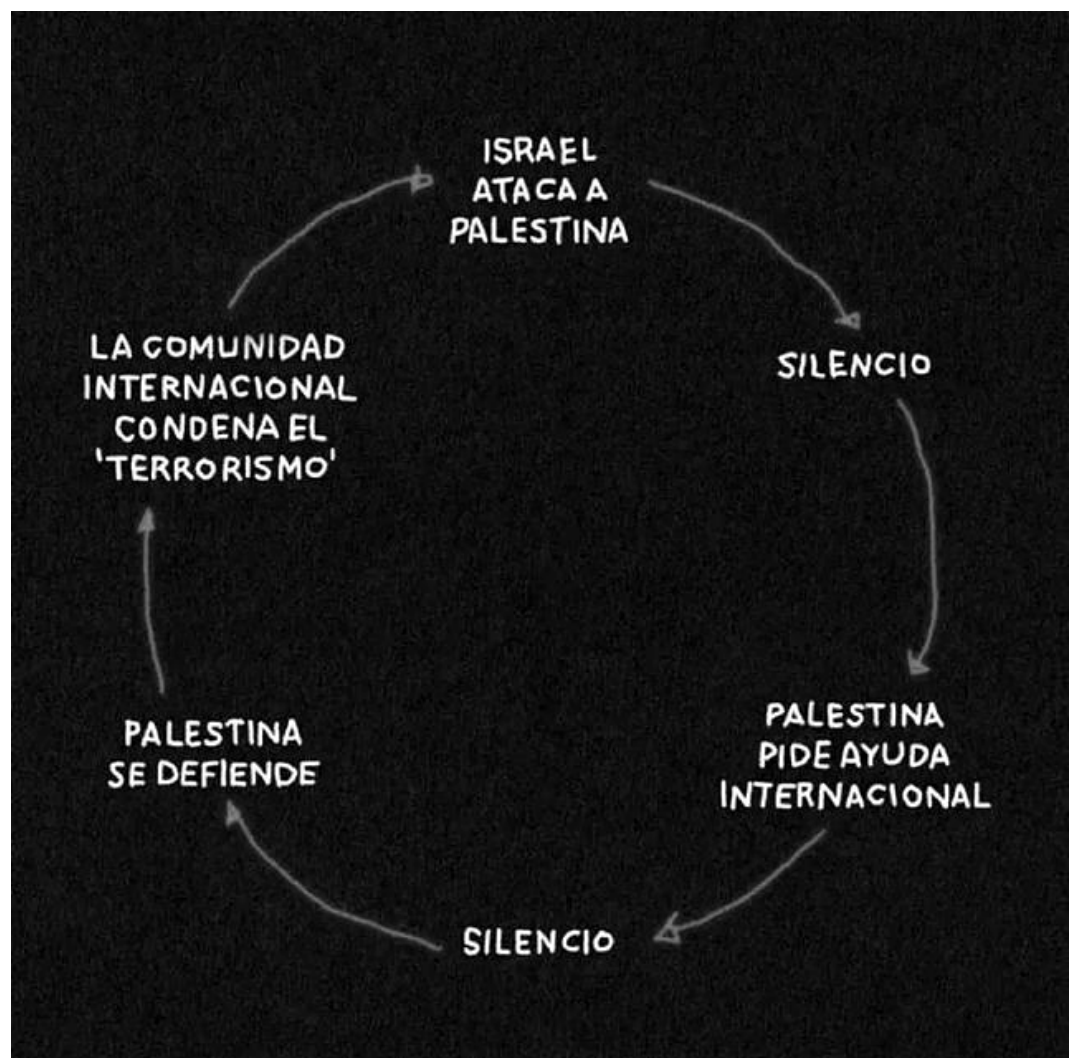 ISRAEL
ATACA A
PALESTINA
SILENCIO
PALESTINA
PIDE AYUDA
INTERNACIONAL
SILENCIO
PALESTINA
SE DEFIENDE
LA COMUNIDAD
INTERNACIONAL
CONDENA EL
'TERRORISMO'